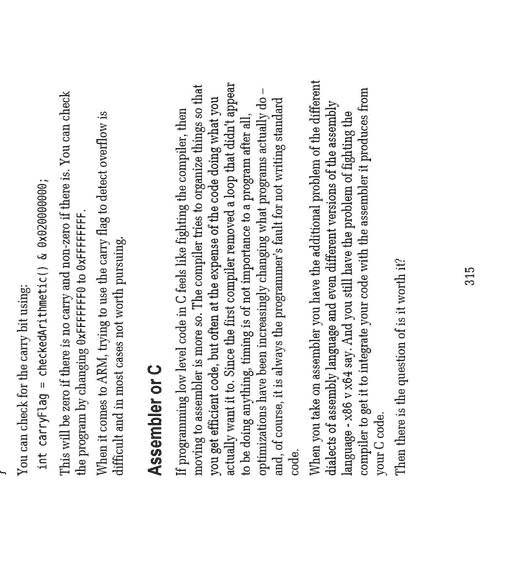 }
You can check for the carry bit using:
int carryFlag = checkedArithmetic() & 0x020000000;
This will be zero if there is no carry and non-zero if there is. You can check
the program by changing 0xFFFFFFF0 to 0xFFFFFFFF.
When it comes to ARM, trying to use the carry flag to detect overflow is
difficult and in most cases not worth pursuing.
Assembler or C
If programming low level code in C feels like fighting the compiler, then
moving to assembler is more so. The compiler tries to organize things so that
you get efficient code, but often at the expense of the code doing what you
actually want it to. Since the first compiler removed a loop that didn't appear
to be doing anything, timing is of not importance to a program after all,
optimizations have been increasingly changing what programs actually do –
and, of course, it is always the programmer's fault for not writing standard
code.
When you take on assembler you have the additional problem of the different
dialects of assembly language and even different versions of the assembly
language - x86 v x64 say. And you still have the problem of fighting the
compiler to get it to integrate your code with the assembler it produces from
your C code.
Then there is the question of is it worth it?
315